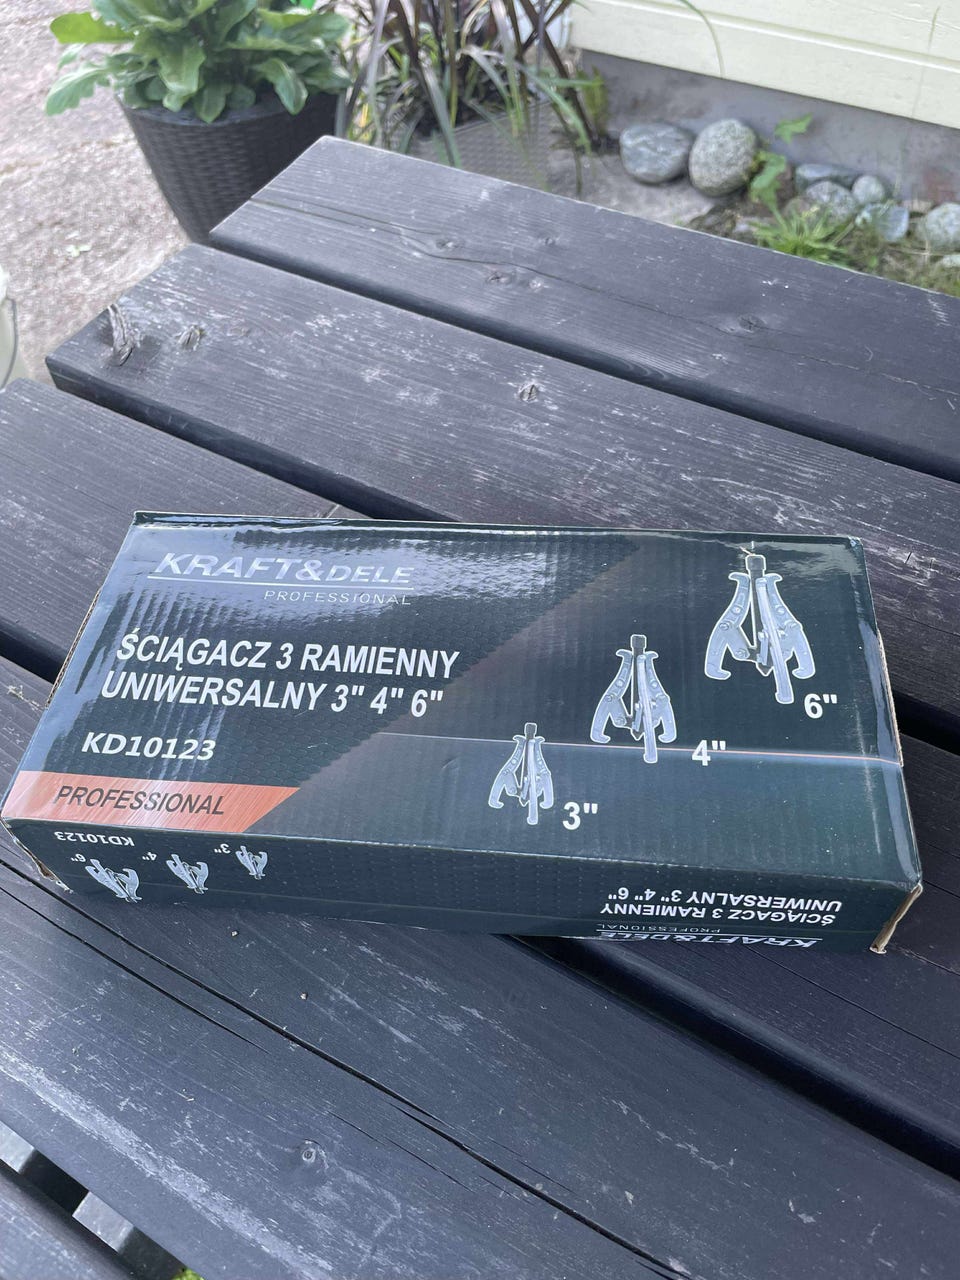 KRAFT&DELE
PROFESSIONAL
ŚCIĄGACZ 3 RAMIENNY
UNIWERSALNY 3" 4" 6"
KD10123
PROFESSIONAL
6"
4"
3"
KD10123
6"
4"
3"
KRAFT&DELE
PROFESSIONAL
ŚCIĄGACZ 3 RAMIENNY
UNIWERSALNY 3" 4" 6"